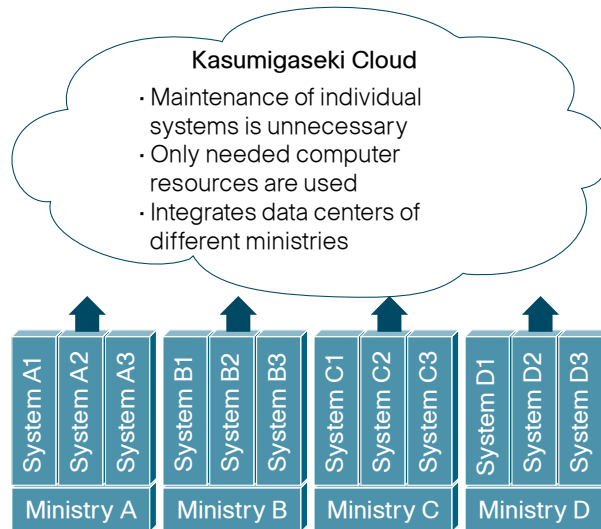 Kasumigaseki Cloud
· Maintenance of individual
systems is unnecessary
· Only needed computer
resources are used
· Integrates data centers of
different ministries
System A1
System A2
System A3
System B1
System B2
System B3
System C1
System C2
System C3
System D1
System D2
System D3
Ministry A
Ministry B
Ministry C
Ministry D